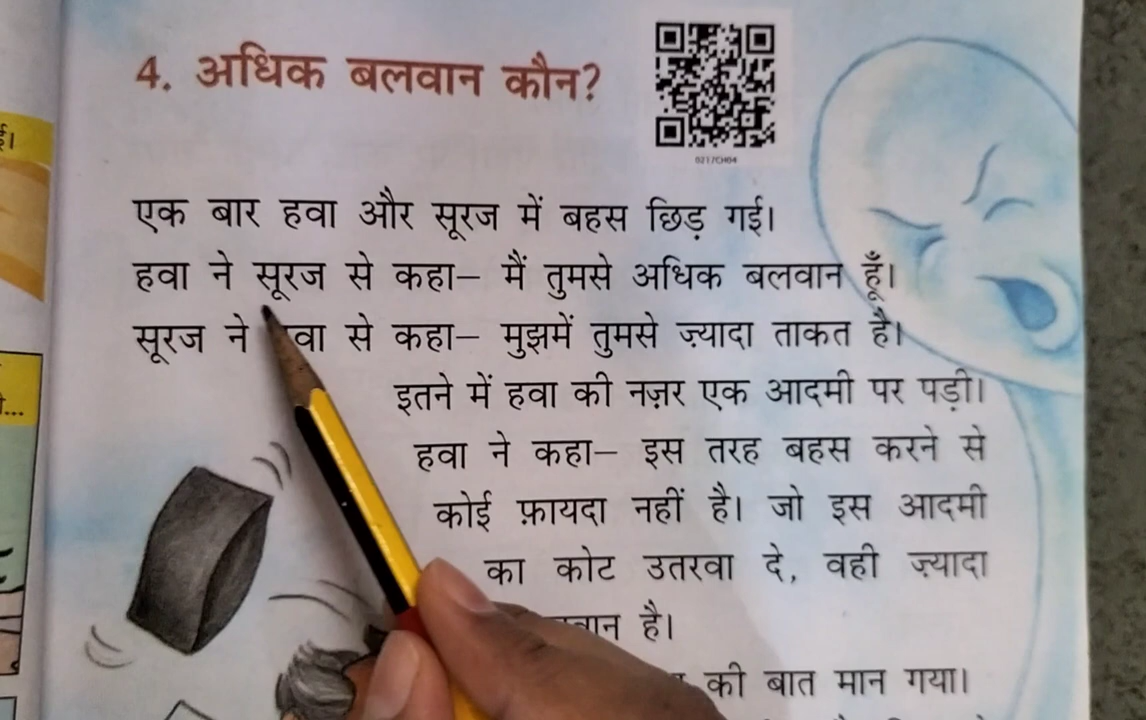 ई।
4. अधिक बलवान कौन?
0217CH04
एक बार हवा और सूरज में बहस छिड़ गई।
हवा ने सूरज से कहा– मैं तुमसे अधिक बलवान हूँ।
सूरज ने से कहा– मुझमें तुमसे ज़्यादा ताकत है।
इतने में हवा की नज़र एक आदमी पर पड़ी।
हवा ने कहा– इस तरह बहस करने से
कोई फ़ायदा नहीं है। जो इस आदमी
का कोट उतरवा दे, वही ज़्यादा
है।
की बात मान गया।